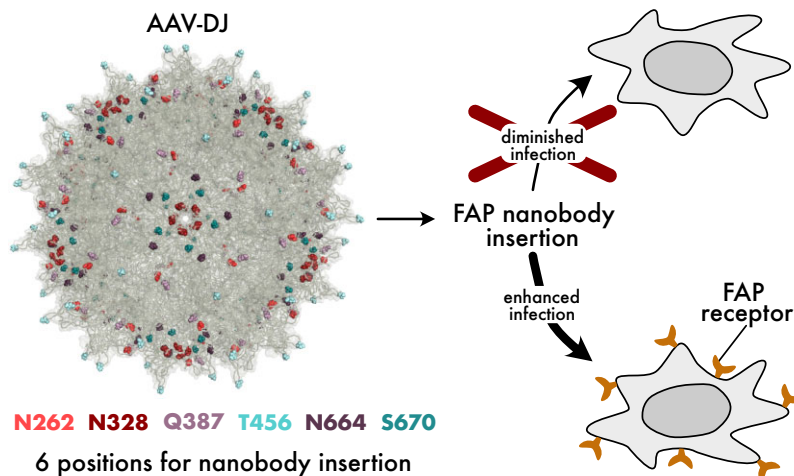 AAV-DJ
N262 N328 Q387 T456 N664 S670
6 positions for nanobody insertion
diminished
infection
FAP nanobody
insertion
enhanced
infection
FAP
receptor